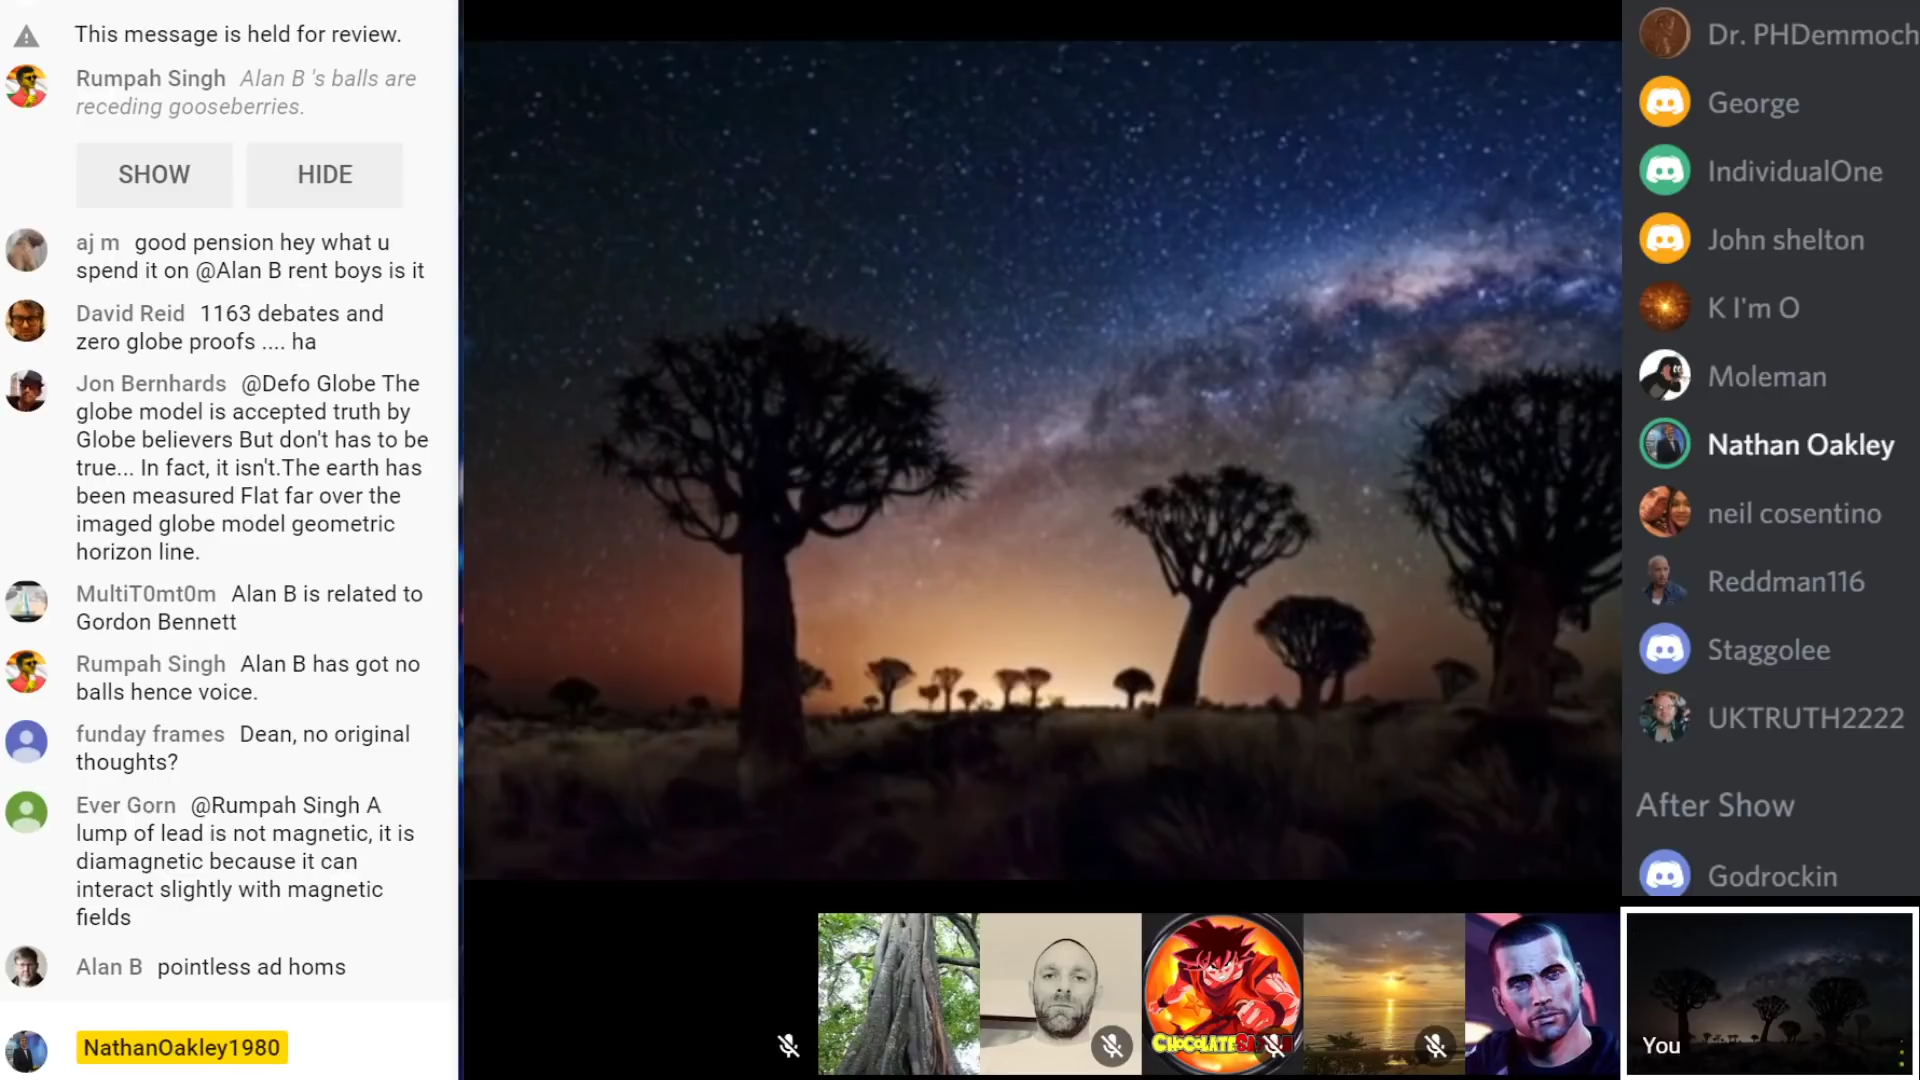 This message is held for review.
Rumpah Singh Alan B 's balls are
receding gooseberries.
SHOW HIDE
aj m good pension hey what u
spend it on @Alan B rent boys is it
David Reid 1163 debates and
zero globe proofs .... ha
Jon Bernhards @Defo Globe The
globe model is accepted truth by
Globe believers But don't has to be
true... In fact, it isn't.The earth has
been measured Flat far over the
imaged globe model geometric
horizon line.
MultiT0mt0m Alan B is related to
Gordon Bennett
Rumpah Singh Alan B has got no
balls hence voice.
funday frames Dean, no original
thoughts?
Ever Gorn @Rumpah Singh A
lump of lead is not magnetic, it is
diamagnetic because it can
interact slightly with magnetic
fields
Alan B pointless ad homs
NathanOakley1980
Dr. PHDemmoch
George
IndividualOne
John shelton
K I'm O
Moleman
Nathan Oakley
neil cosentino
Reddman116
Staggolee
UKTRUTH2222
After Show
Godrockin
You